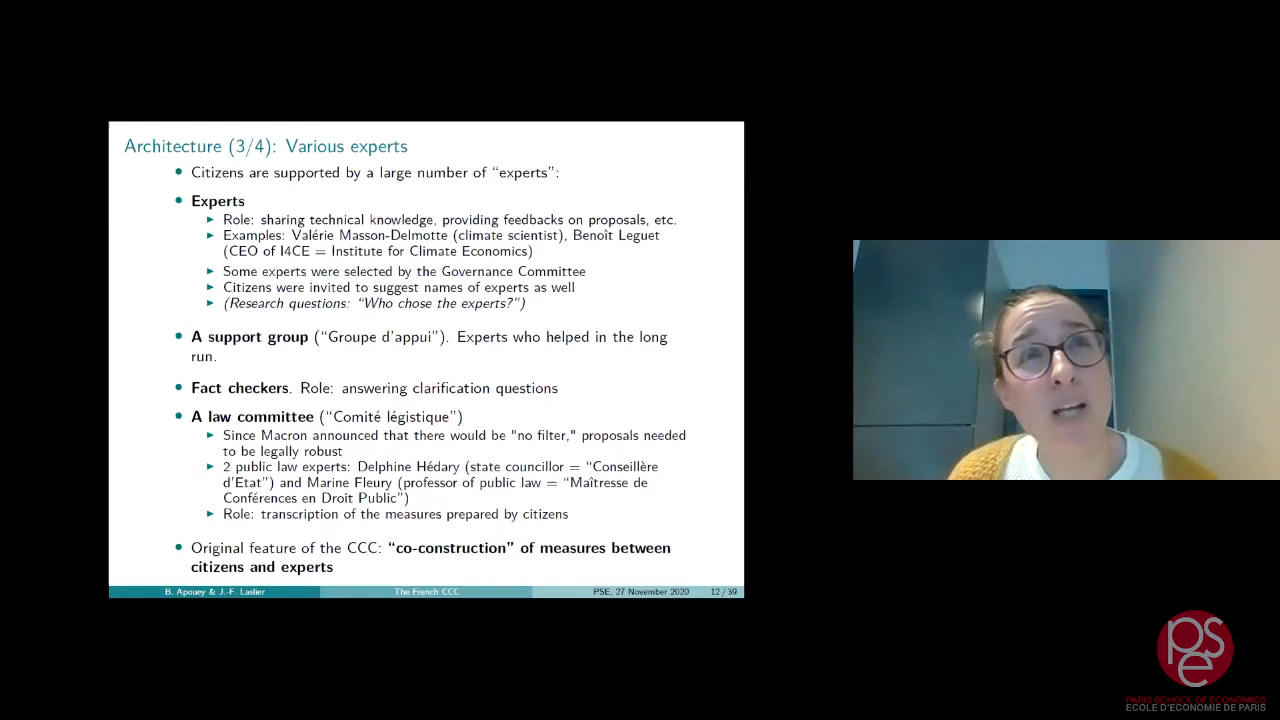 Architecture (3/4): Various experts
• Citizens are supported by a large number of “experts”:
• Experts
▶ Role: sharing technical knowledge, providing feedbacks on proposals, etc.
▶ Examples: Valérie Masson-Delmotte (climate scientist), Benoît Leguet
(CEO of I4CE = Institute for Climate Economics)
▶ Some experts were selected by the Governance Committee
▶ Citizens were invited to suggest names of experts as well
▶ (Research questions: “Who chose the experts?”)
• A support group (“Groupe d’appui”). Experts who helped in the long
run.
• Fact checkers. Role: answering clarification questions
• A law committee (“Comité légistique”)
▶ Since Macron announced that there would be "no filter," proposals needed
to be legally robust
▶ 2 public law experts: Delphine Hédary (state councillor = “Conseillère
d’Etat”) and Marine Fleury (professor of public law = “Maîtresse de
Conférences en Droit Public”)
▶ Role: transcription of the measures prepared by citizens
• Original feature of the CCC: “co-construction” of measures between
citizens and experts
B. Apouey & J.-F. Laslier The French CCC PSE, 27 November 2020 12 / 39
pse
PARIS SCHOOL OF ECONOMICS
ECOLE D'ECONOMIE DE PARIS